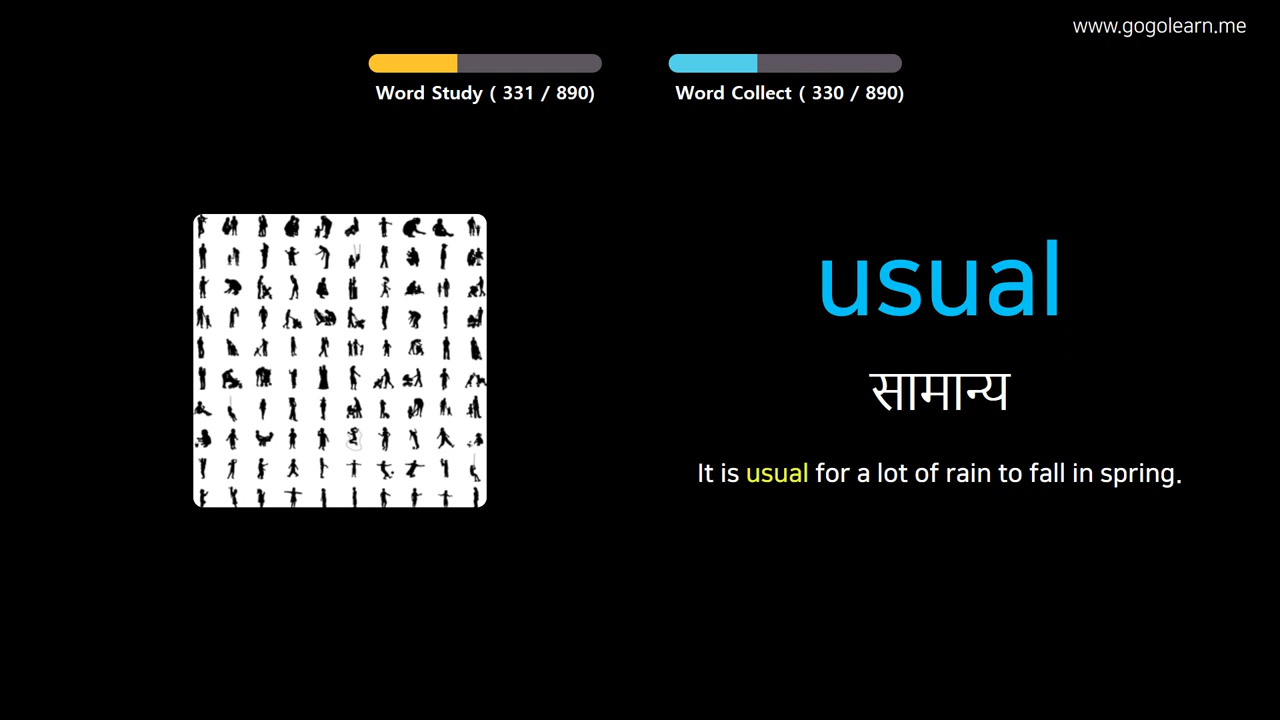 www.gogolearn.me
Word Study ( 331 / 890)
Word Collect ( 330 / 890)
usual
सामान्य
It is usual for a lot of rain to fall in spring.